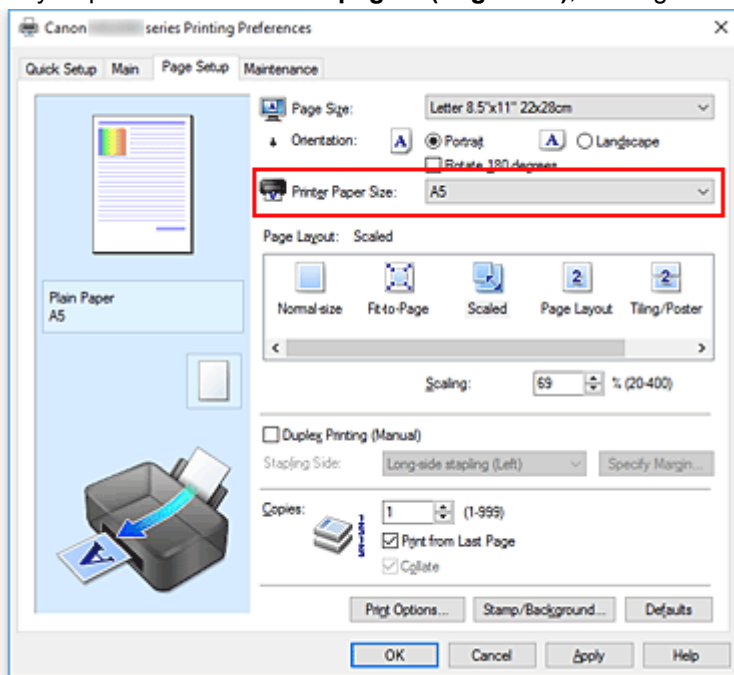 Canon series Printing Preferences
Quick Setup Main Page Setup Maintenance
Page Size: Letter 8.5"x11" 22x28cm
Orientation: A Portrait A Landscape
Rotate 180 degrees
Printer Paper Size: A5
Page Layout: Scaled
Normal-size Fit-to-Page Scaled Page Layout Tiling/Poster
Plain Paper
A5
Scaling: 69 % (20-400)
Duplex Printing (Manual)
Stapling Side: Long-side stapling (Left) Specify Margin...
Copies: 1 (1-999)
Print from Last Page
Collate
Print Options... Stamp/Background... Defaults
OK Cancel Apply Help